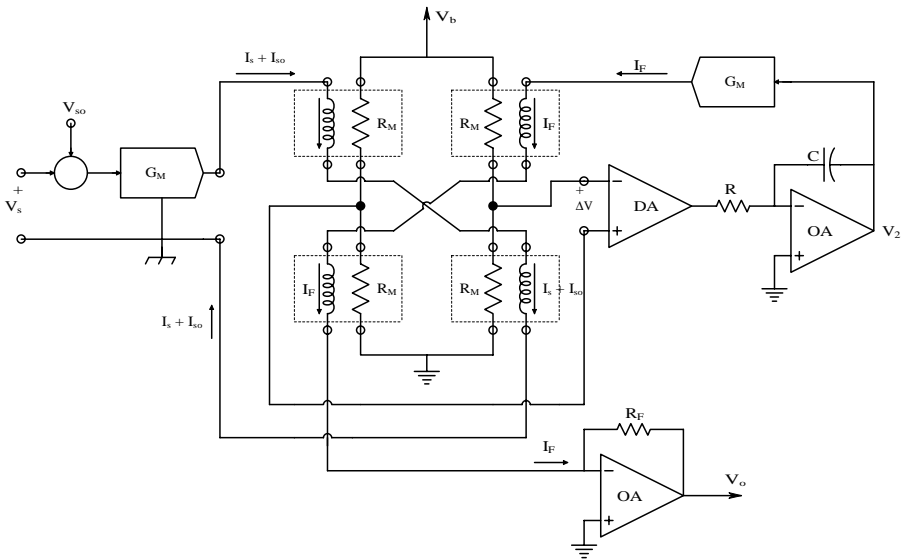 V_b
I_s + I_so
I_F
G_M
V_so
R_M
R_M
I_F
C
G_M
+
V_s
+
ΔV
−
DA
+
R
−
OA
+
V_2
I_F
R_M
R_M
I_s + I_so
I_s + I_so
R_F
I_F
−
OA
+
V_o